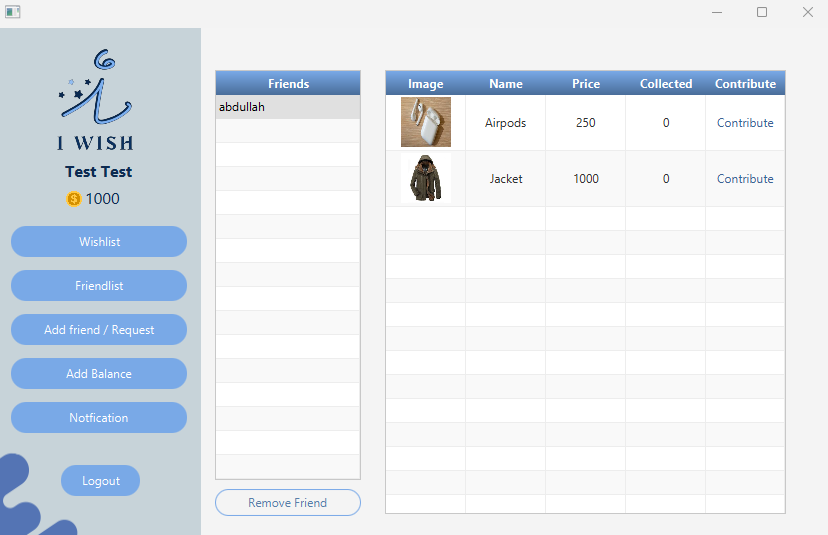 I WISH
Test Test
1000
Wishlist
Friendlist
Add friend / Request
Add Balance
Notfication
Logout
Friends
abdullah
Remove Friend
Image Name Price Collected Contribute
Airpods 250 0 Contribute
Jacket 1000 0 Contribute